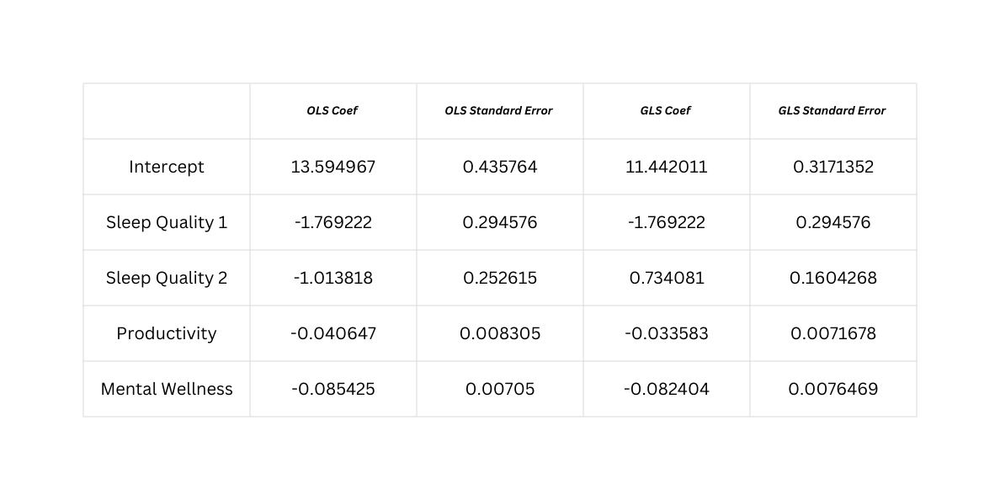 OLS Coef OLS Standard Error GLS Coef GLS Standard Error
Intercept 13.594967 0.435764 11.442011 0.3171352
Sleep Quality 1 -1.769222 0.294576 -1.769222 0.294576
Sleep Quality 2 -1.013818 0.252615 0.734081 0.1604268
Productivity -0.040647 0.008305 -0.033583 0.0071678
Mental Wellness -0.085425 0.00705 -0.082404 0.0076469